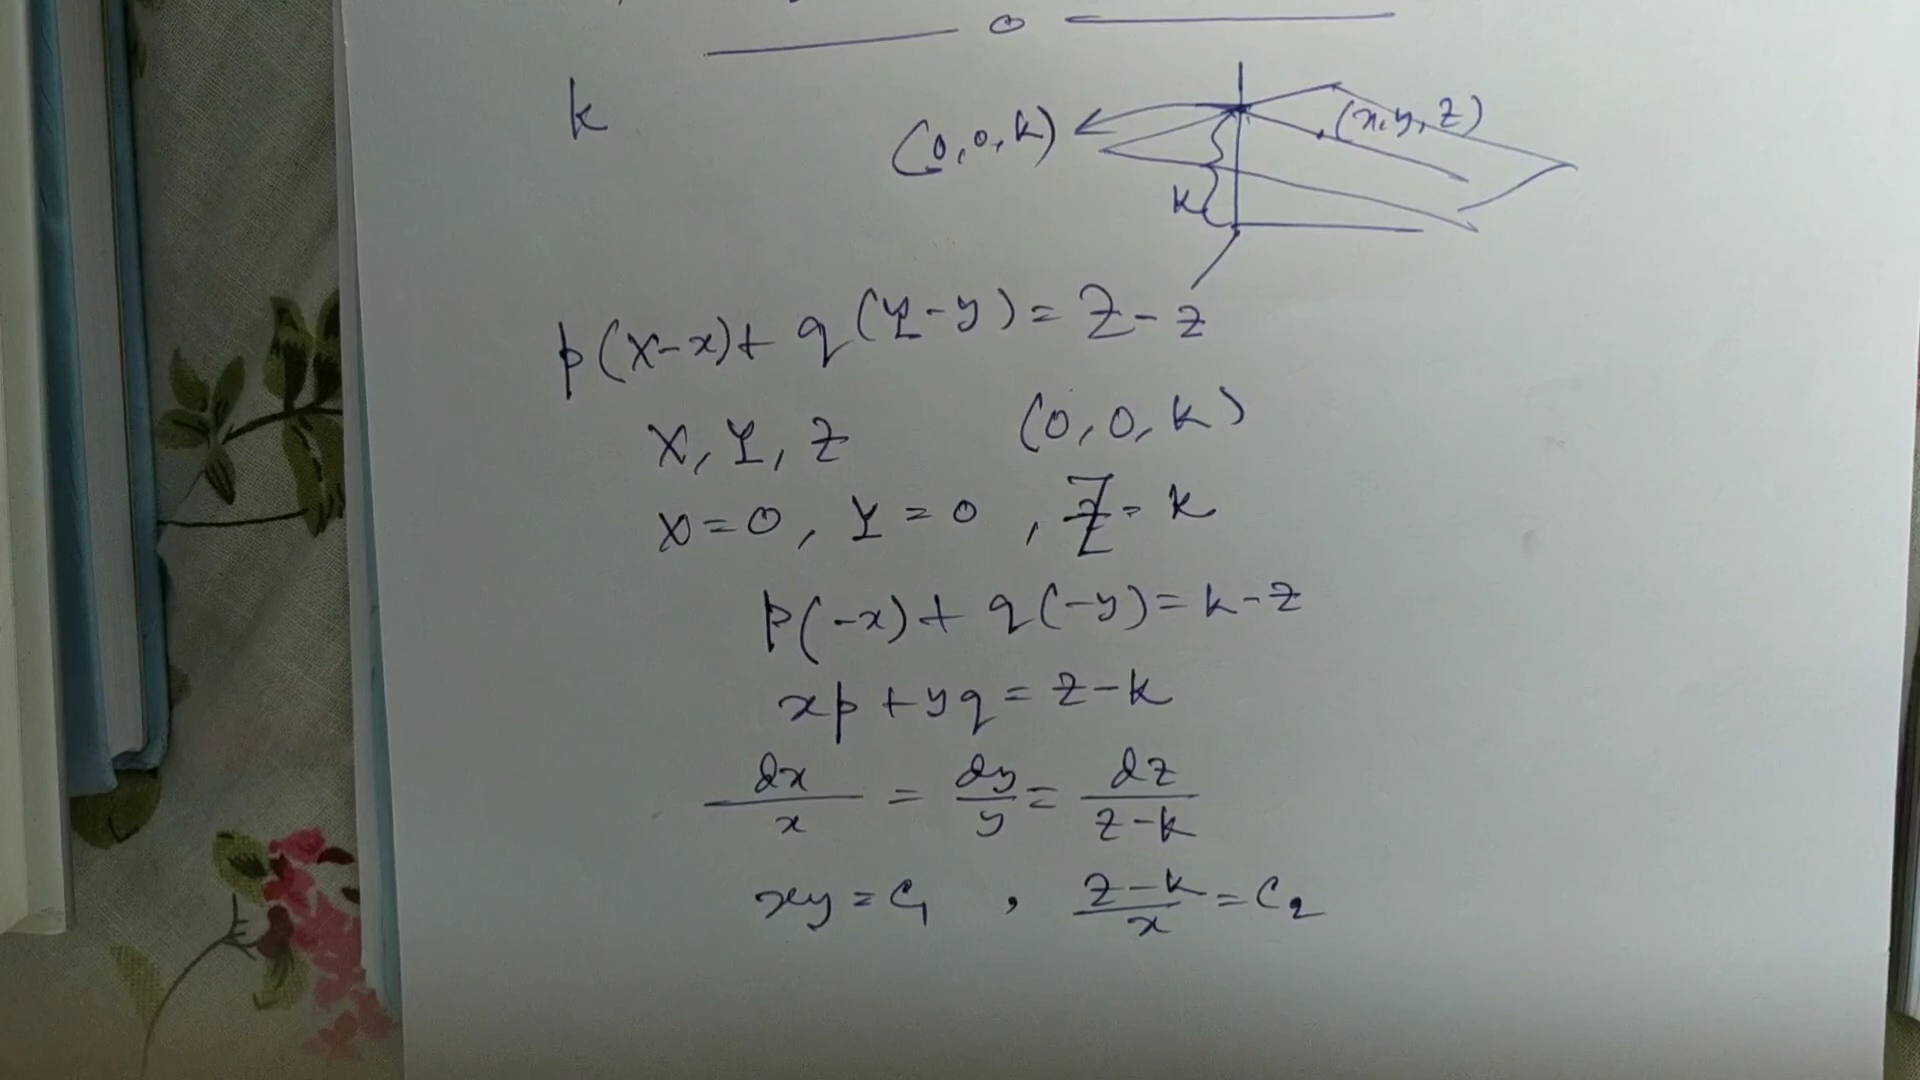 k
(0,0,k)
(x,y,z)
k
p(X-x)+ q(Y-y)= Z-z
X, Y, Z (0,0,k)
X=0, Y=0, Z=k
p(-x)+ q(-y)= k-z
xp+yq= z-k
dx/x = dy/y = dz/z-k
xy=C1, z-k/x=C2